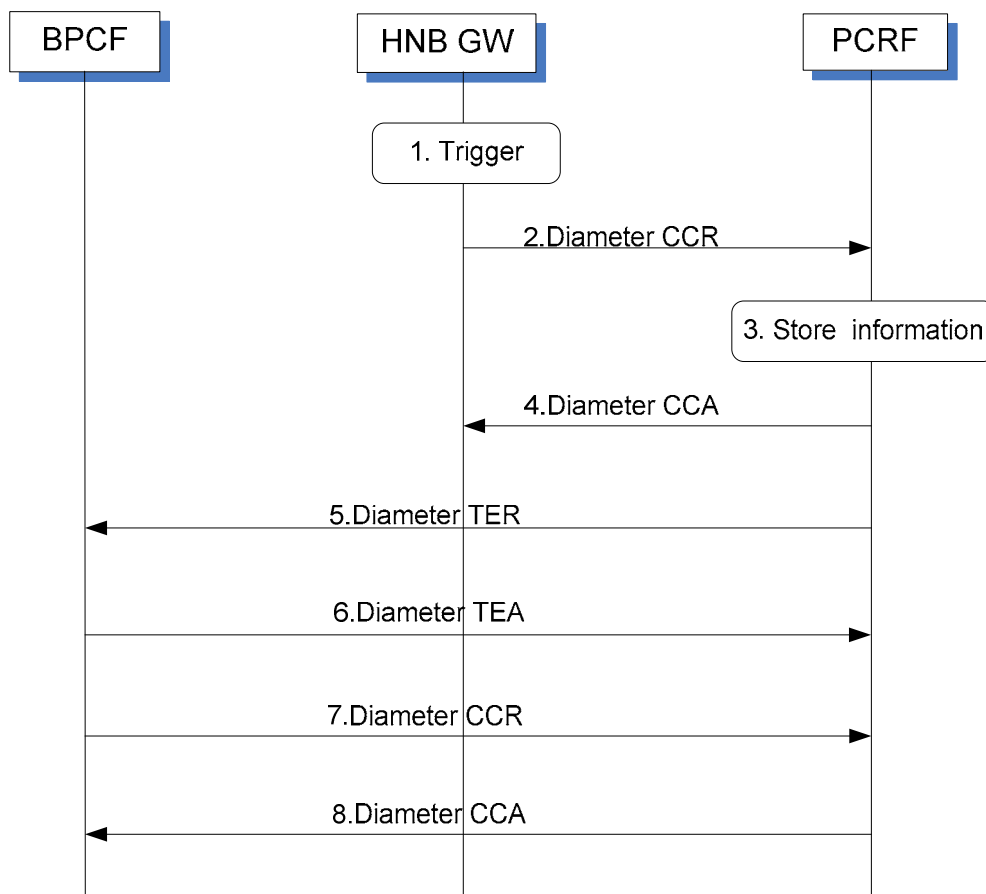 BPCF
HNB GW
PCRF
1. Trigger
2.Diameter CCR
3. Store information
4.Diameter CCA
5.Diameter TER
6.Diameter TEA
7.Diameter CCR
8.Diameter CCA